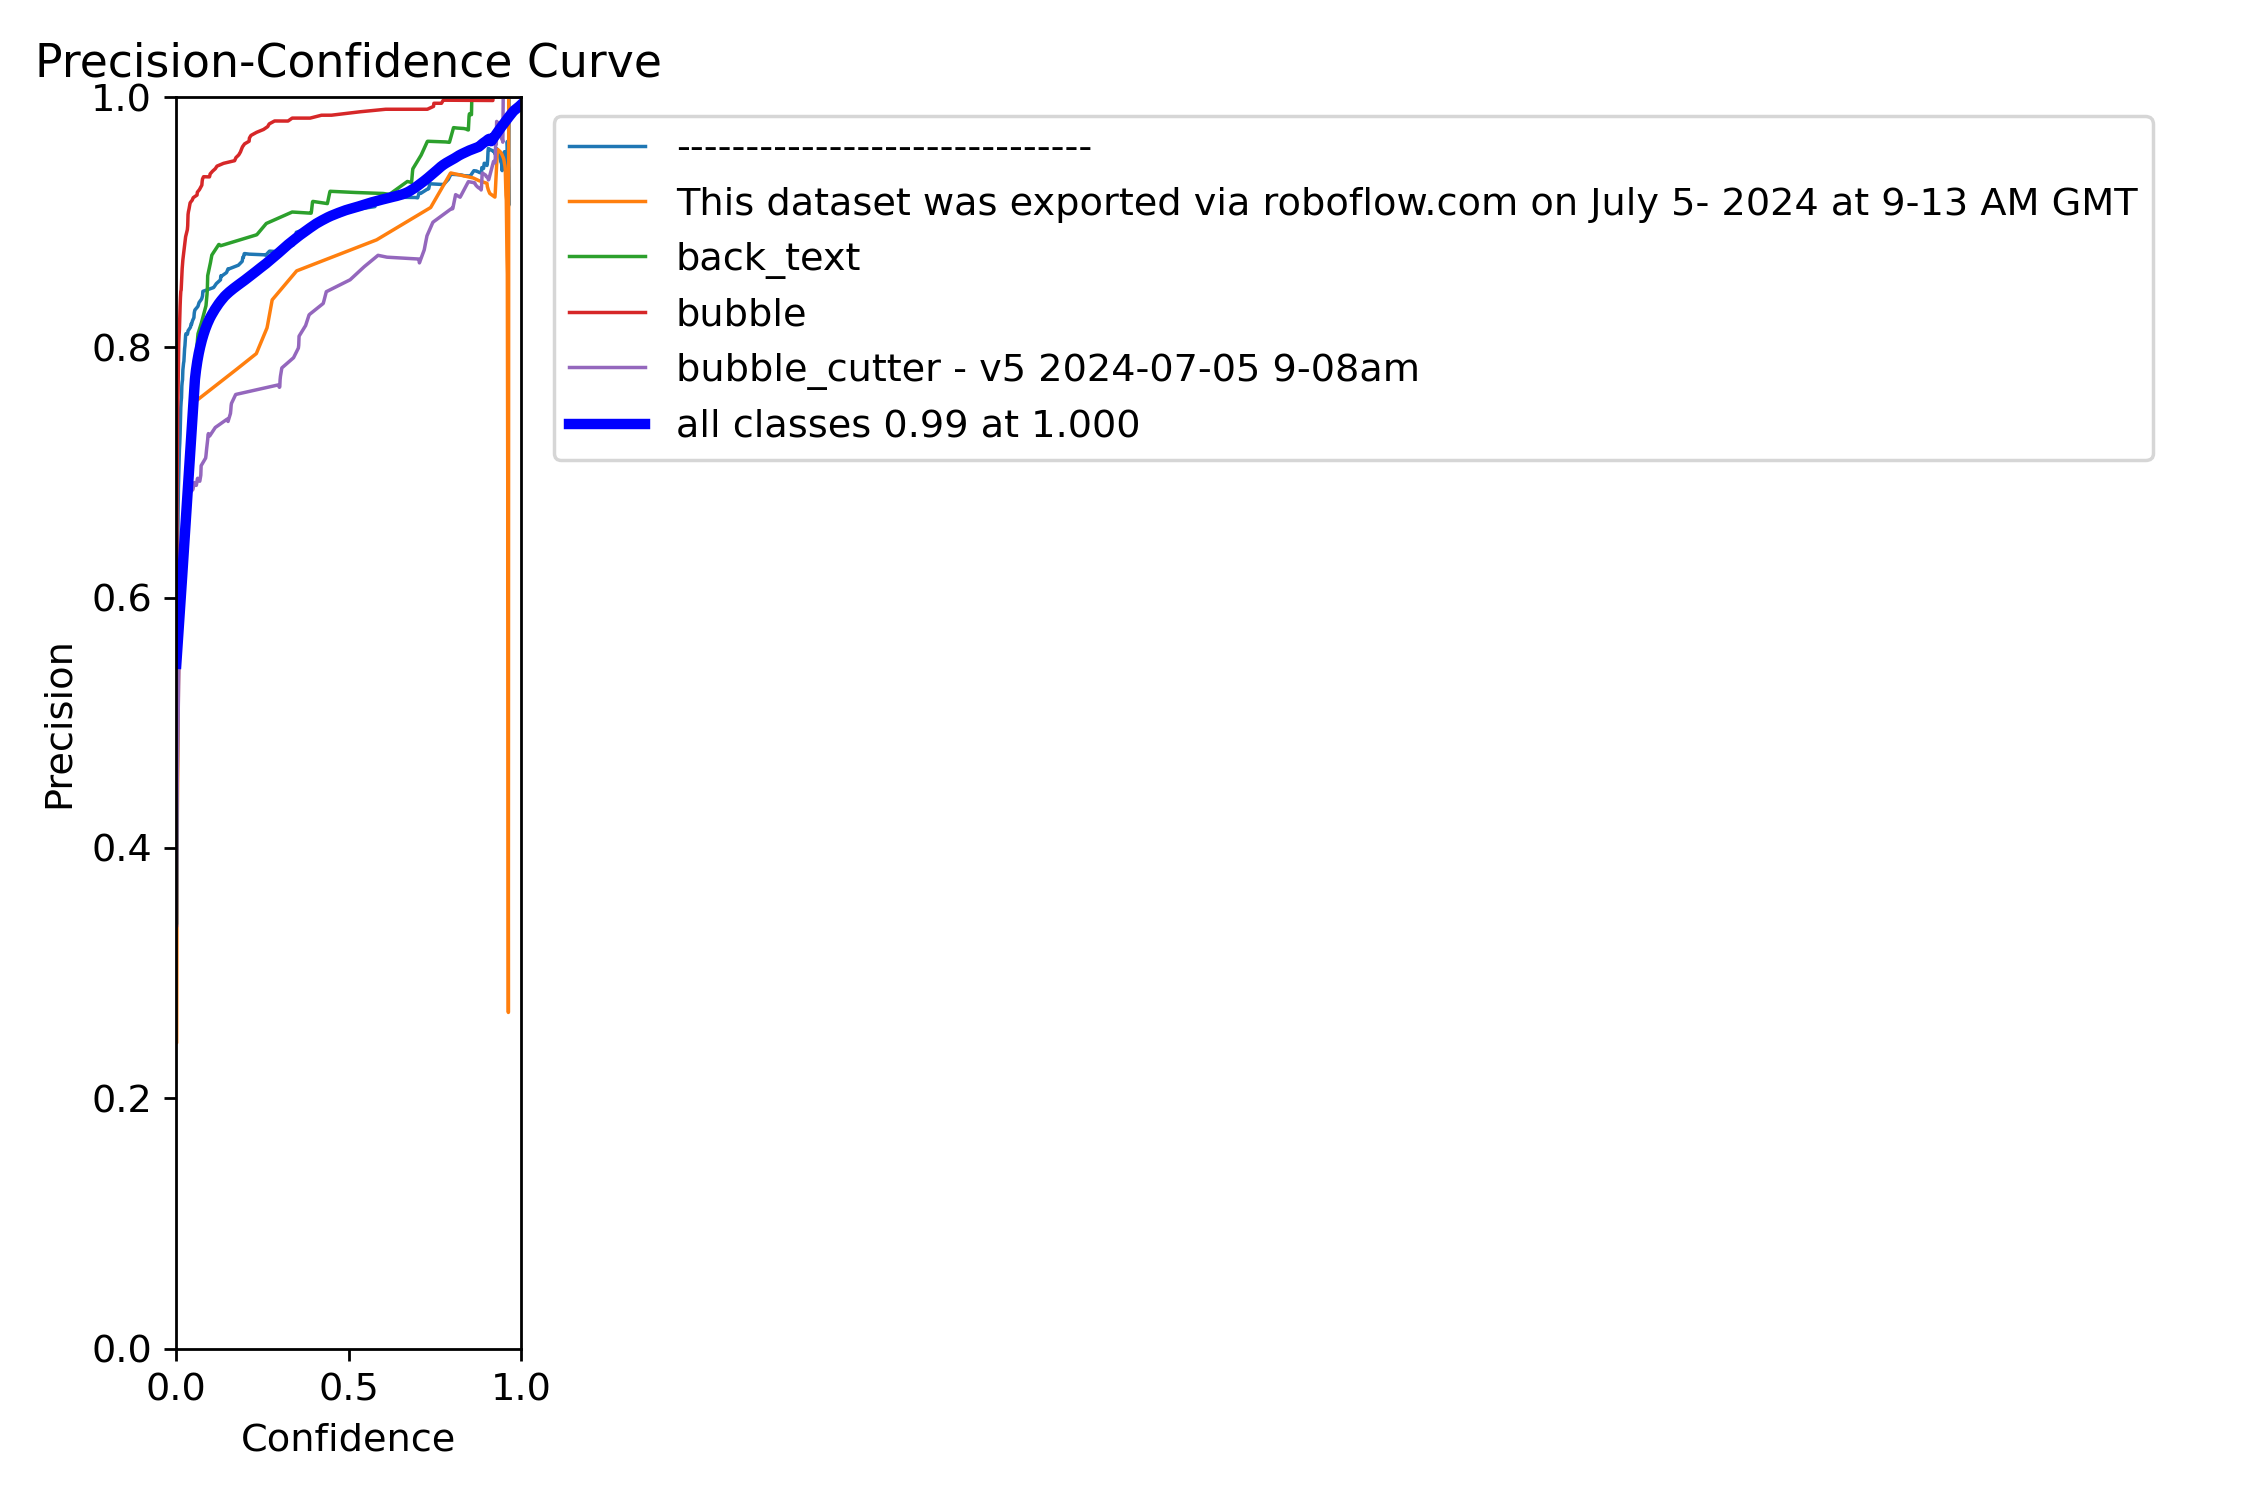 Precision-Confidence Curve
1.0
0.8
0.6
0.4
0.2
0.0
Precision
0.0 0.5 1.0
Confidence
-------------------------------
This dataset was exported via roboflow.com on July 5- 2024 at 9-13 AM GMT
back_text
bubble
bubble_cutter - v5 2024-07-05 9-08am
all classes 0.99 at 1.000